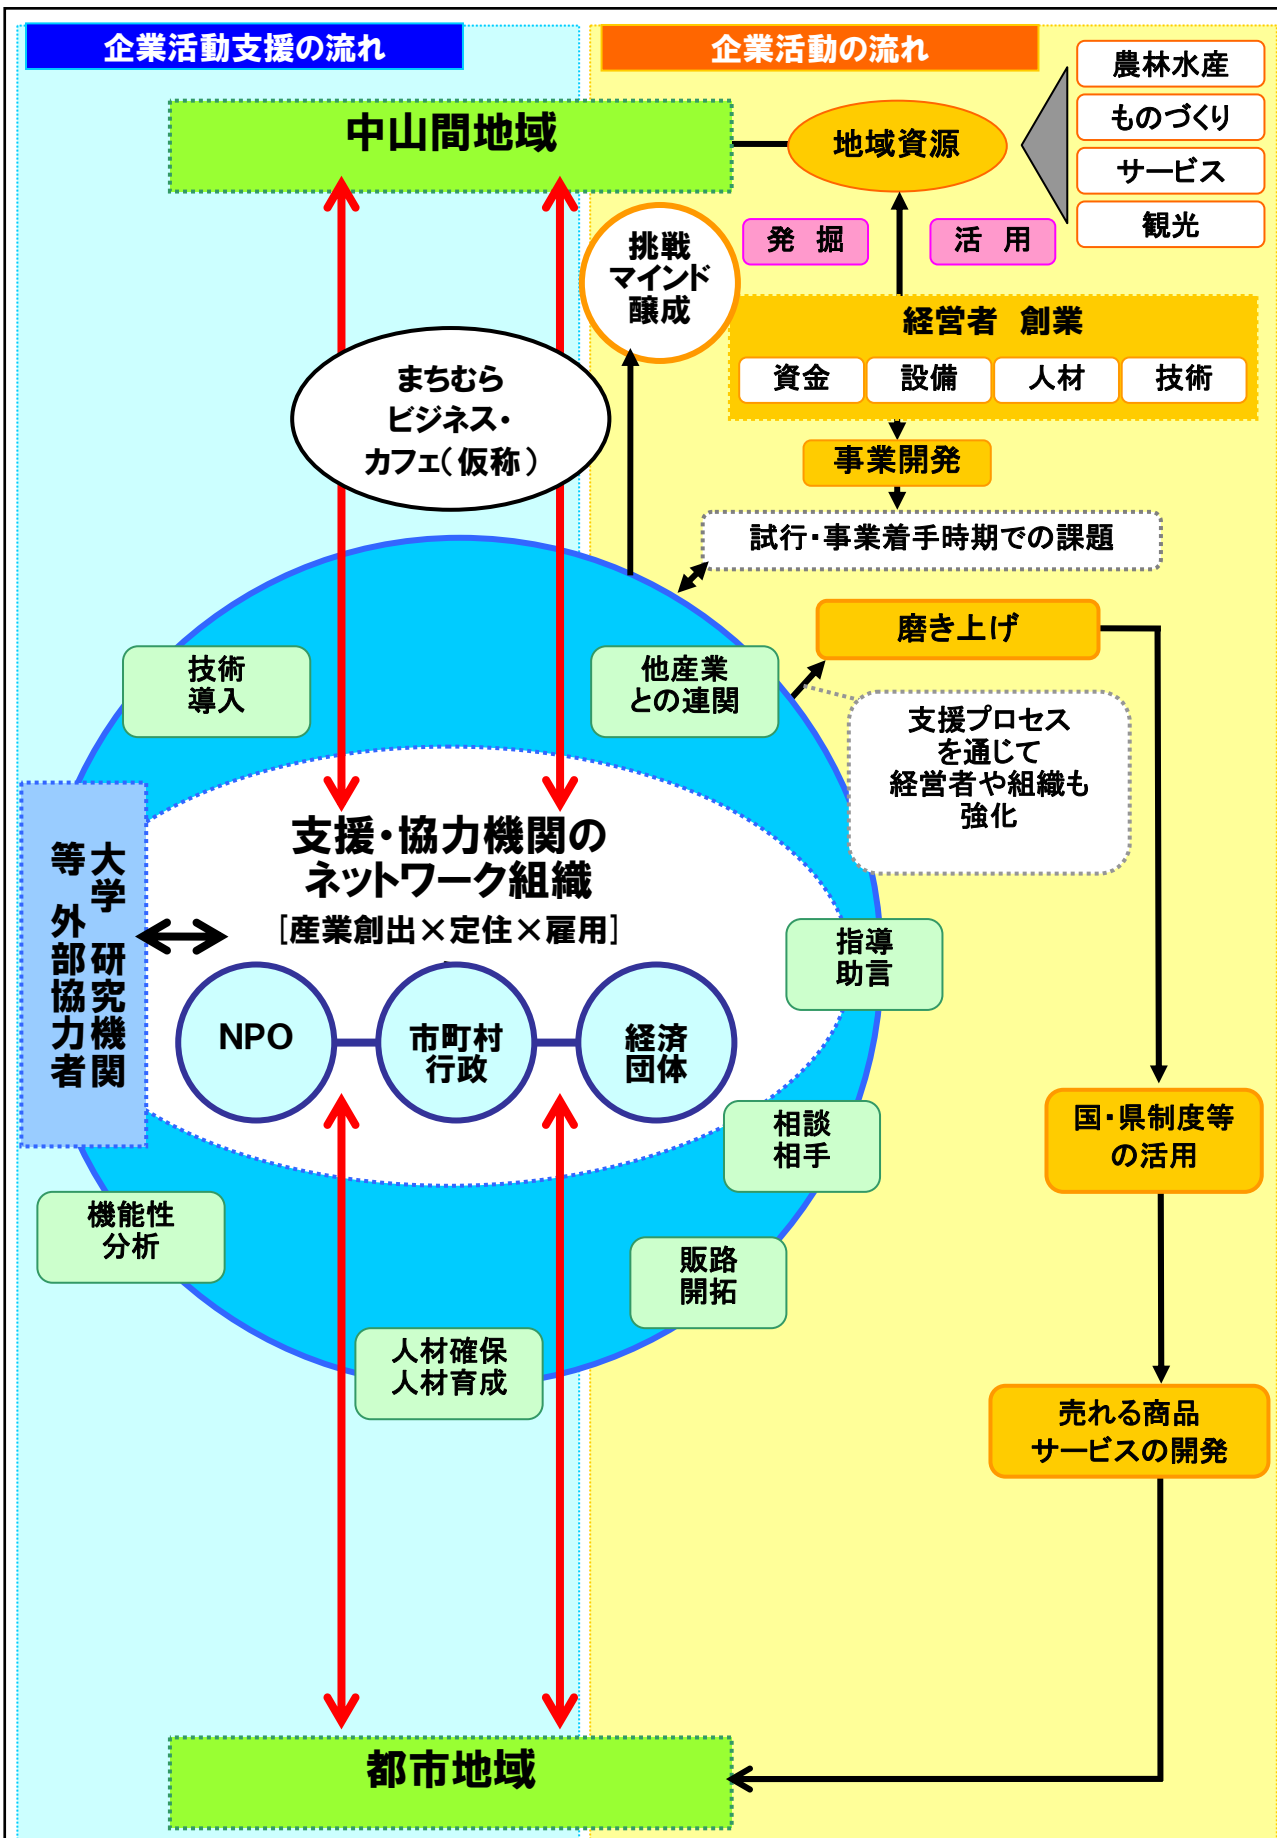 企業活動支援の流れ
企業活動の流れ
中山間地域
地域資源
農林水産
ものづくり
サービス
観光
発 掘
活 用
挑戦
マインド
醸成
経営者 創業
資金
設備
人材
技術
まちむら
ビジネス・
カフェ(仮称)
事業開発
試行・事業着手時期での課題
磨き上げ
技術
導入
他産業
との連関
支援プロセス
を通じて
経営者や組織も
強化
大学 研究機関
等 外部協力者
支援・協力機関の
ネットワーク組織
[産業創出×定住×雇用]
指導
助言
NPO
市町村
行政
経済
団体
相談
相手
国・県制度等
の活用
機能性
分析
販路
開拓
人材確保
人材育成
売れる商品
サービスの開発
都市地域